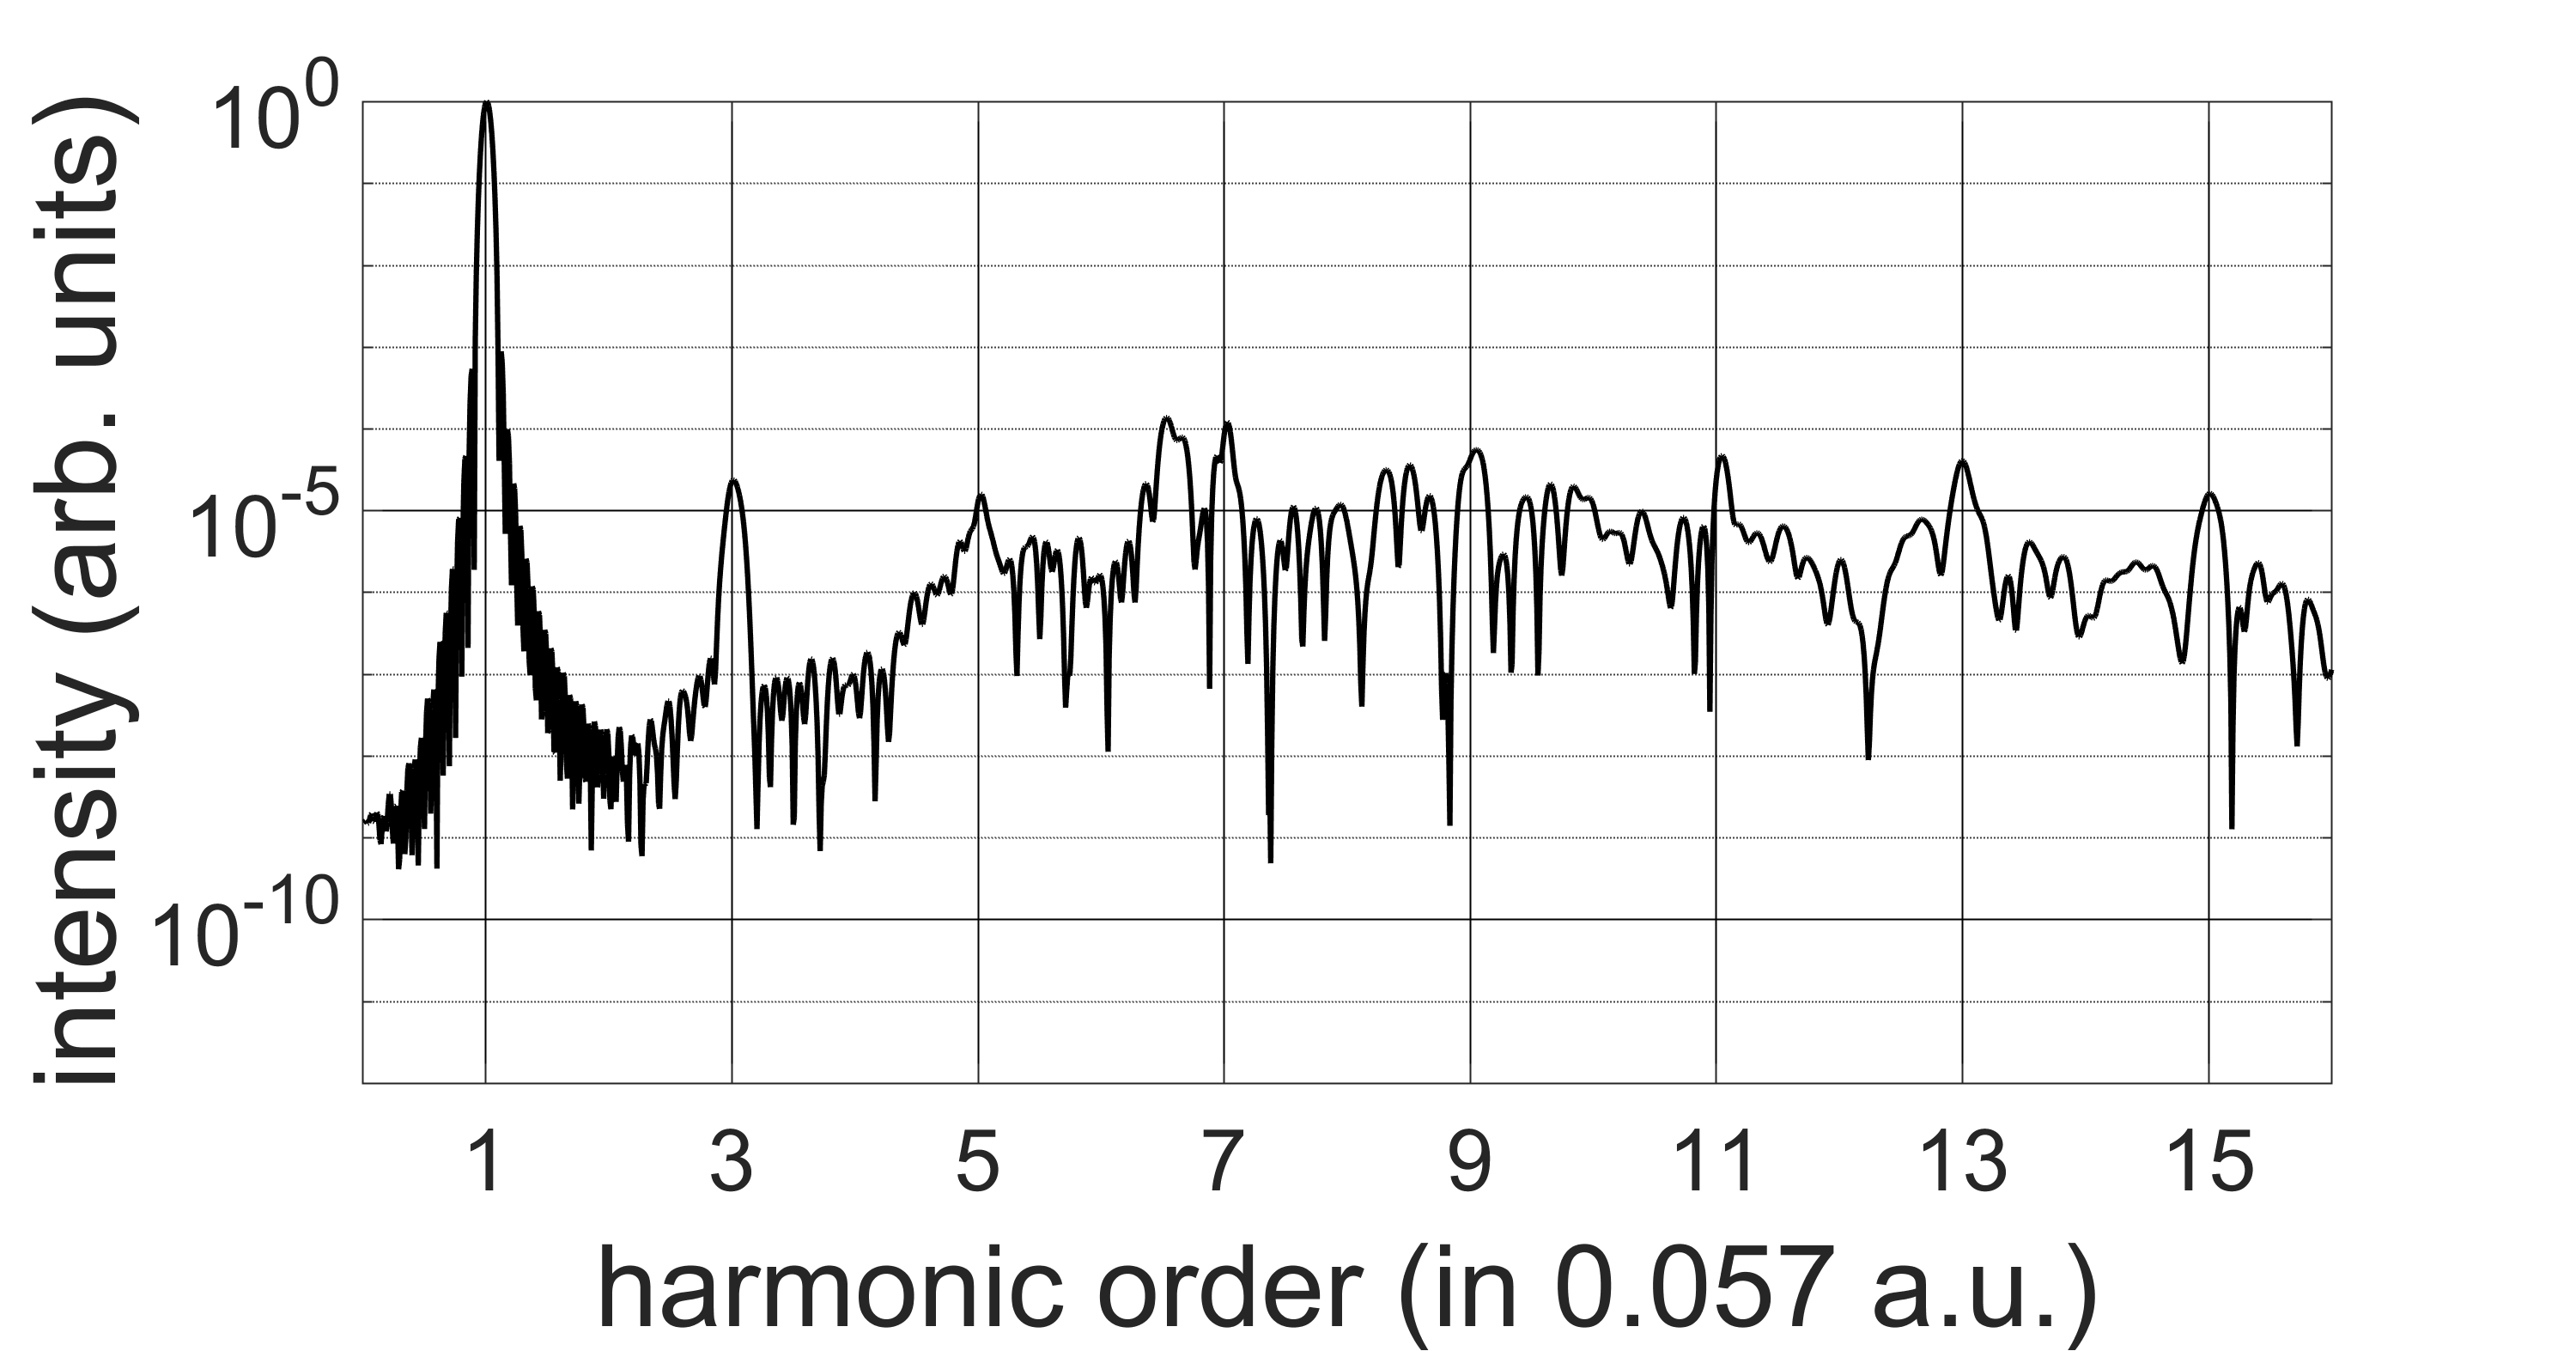 intensity (arb. units)
10^0
10^-5
10^-10
1 3 5 7 9 11 13 15
harmonic order (in 0.057 a.u.)